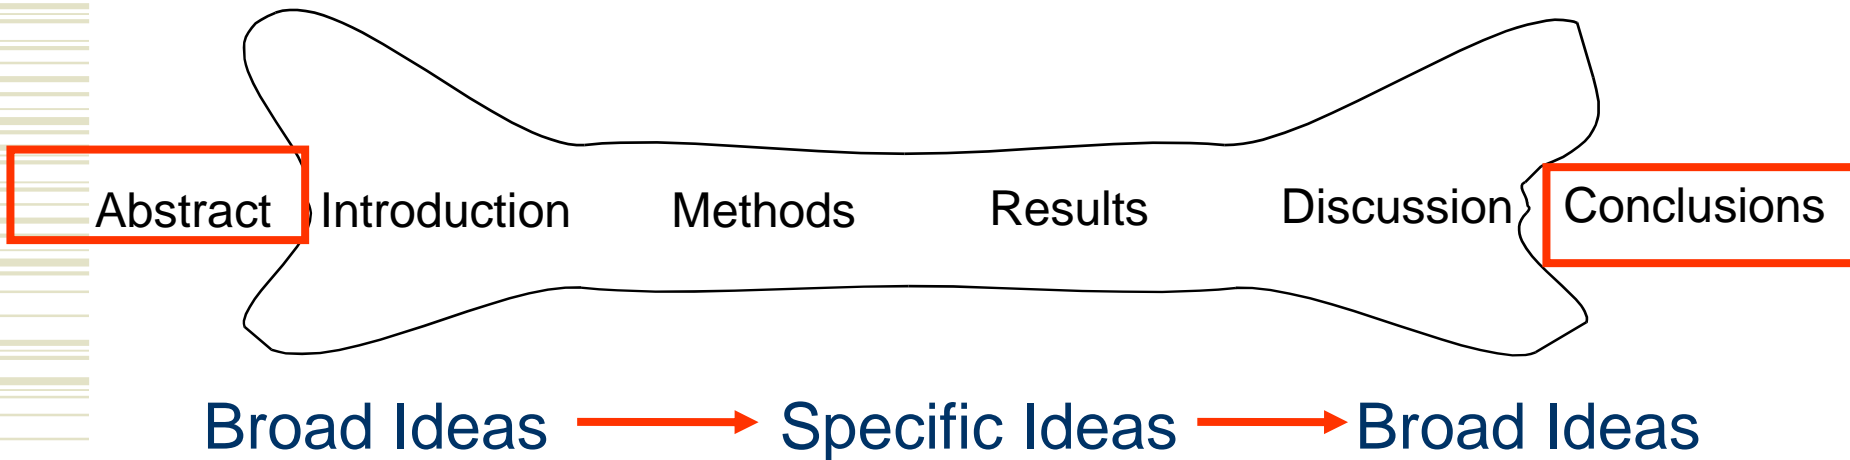 Abstract Introduction Methods Results Discussion Conclusions
Broad Ideas Specific Ideas Broad Ideas